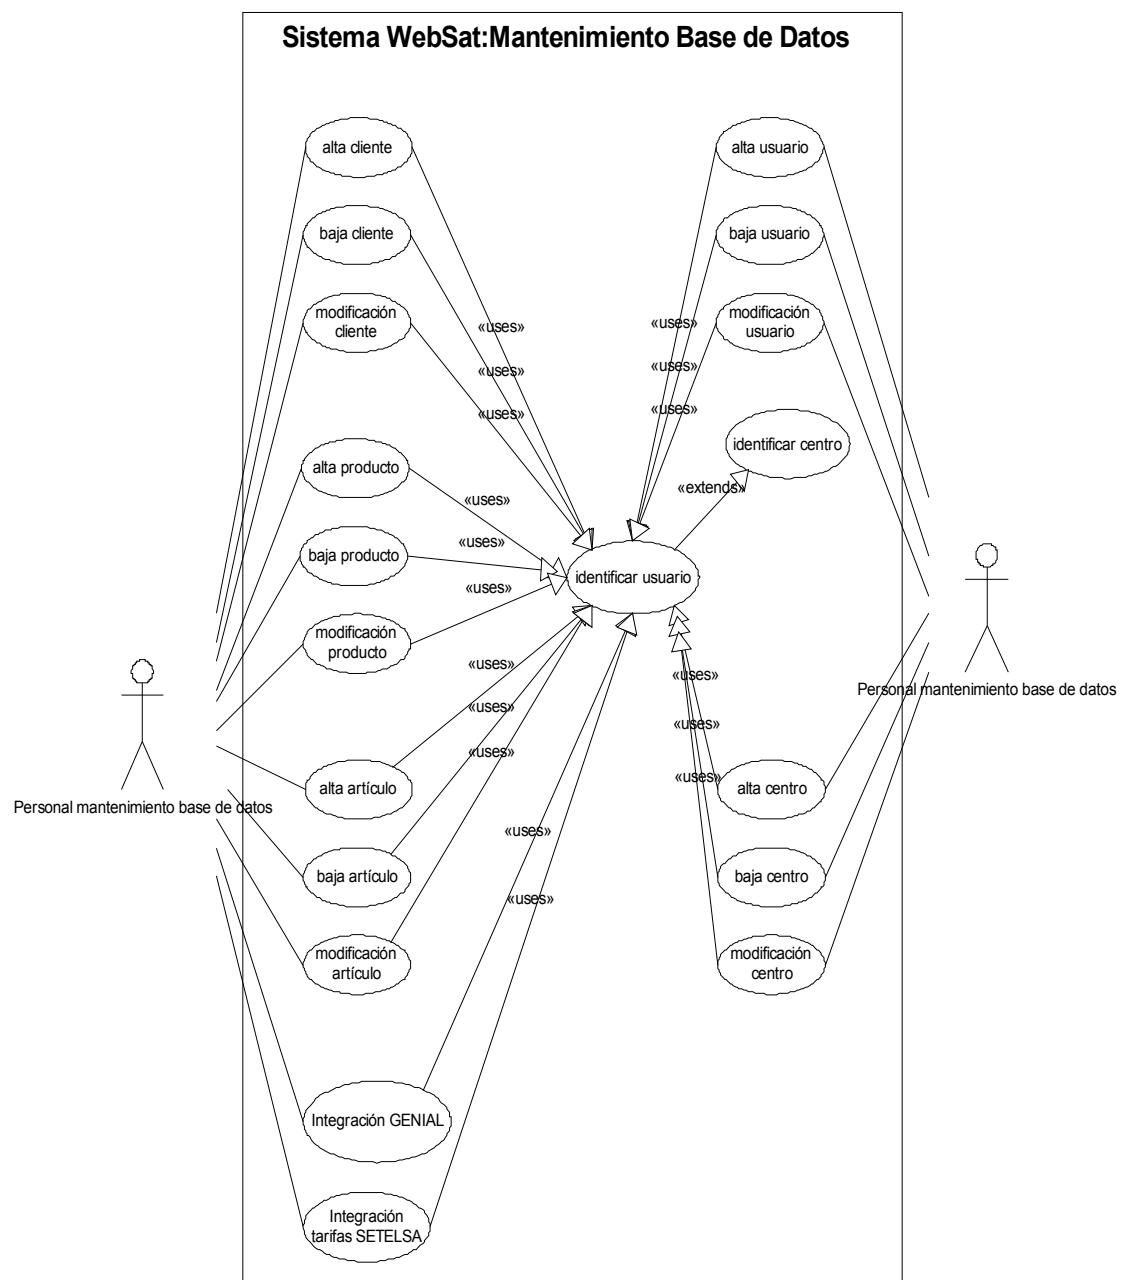 Sistema WebSat:Mantenimiento Base de Datos
alta cliente
alta usuario
baja cliente
baja usuario
modificación
cliente
modificación
usuario
«uses»
«uses»
«uses»
«uses»
«uses»
«uses»
identificar centro
alta producto
«extends»
«uses»
«uses»
baja producto
identificar usuario
«uses»
modificación
producto
«uses»
«uses»
Personal mantenimiento base de datos
«uses»
«uses»
«uses»
«uses»
alta artículo
alta centro
Personal mantenimiento base de datos
«uses»
baja artículo
baja centro
«uses»
modificación
artículo
modificación
centro
Integración GENIAL
Integración
tarifas SETELSA